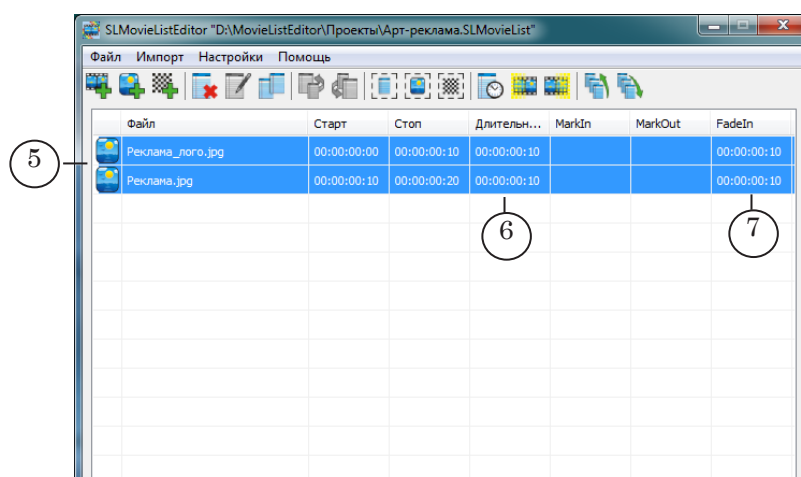 SLMovieListEditor "D:\MovieListEditor\Проекты\Арт-реклама.SLMovieList"
Файл Импорт Настройки Помощь
Файл Старт Стоп Длительн... MarkIn MarkOut FadeIn
5 Реклама_лого.jpg 00:00:00:00 00:00:00:10 00:00:00:10 00:00:00:10
Реклама.jpg 00:00:00:10 00:00:00:20 00:00:00:10 00:00:00:10
6 7